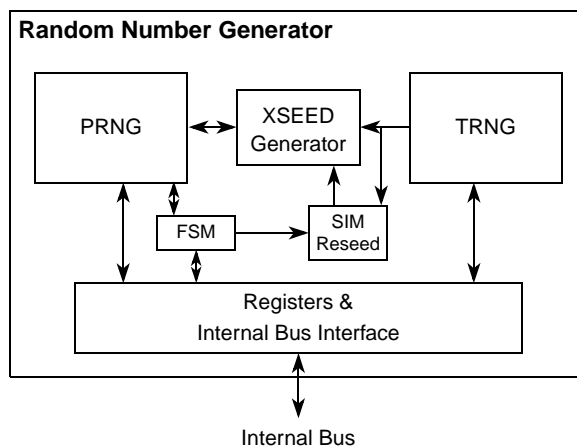 Random Number Generator
PRNG
XSEED
Generator
TRNG
FSM
SIM
Reseed
Registers &
Internal Bus Interface
Internal Bus